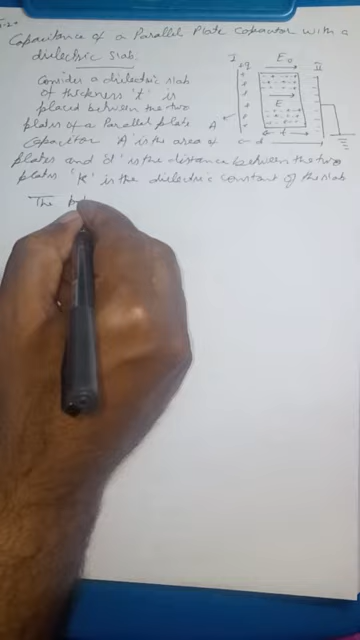 Capacitance of a Parallel Plate Capacitor with a
dielectric slab.
Consider a dielectric slab
of thickness 't' is
placed between the two
plates of a Parallel plate
Capacitor 'A' is the area of
plates and 'd' is the distance between the two
plates 'K' is the dielectric constant of the slab
The
I
+q
E₀
II
E
A
t
d